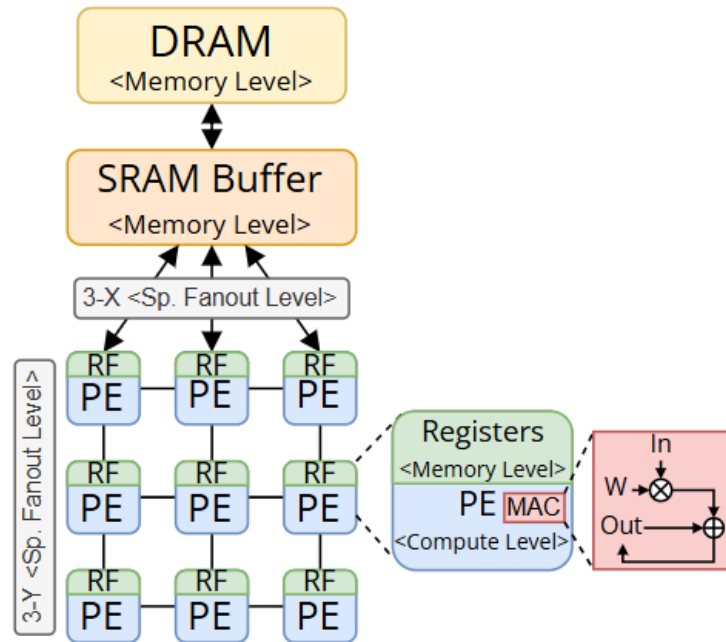 DRAM
<Memory Level>
SRAM Buffer
<Memory Level>
3-X <Sp. Fanout Level>
3-Y <Sp. Fanout Level>
RF
PE
RF
PE
RF
PE
RF
PE
RF
PE
RF
PE
RF
PE
RF
PE
RF
PE
Registers
<Memory Level>
PE MAC
<Compute Level>
In
W
Out